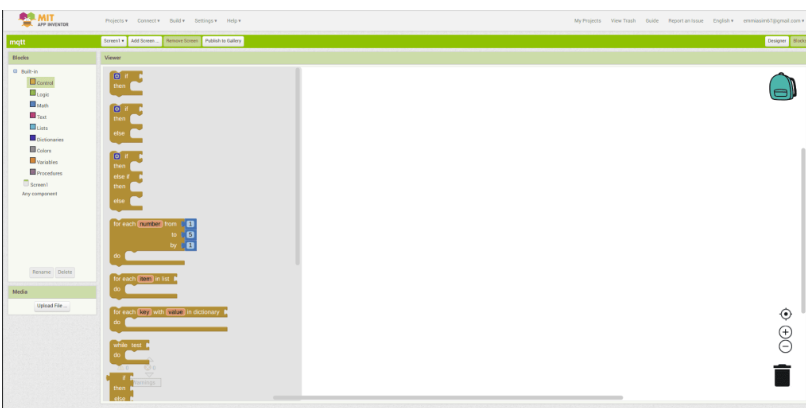 MIT
APP INVENTOR
Projects Connect Build Settings Help
My Projects View Trash Guide Report an Issue English
mqtt
Screen1 Add Screen ... Remove Screen Publish to Gallery
Designer
Blocks
Viewer
Built-in
Control
Logic
Math
Text
Lists
Dictionaries
Colors
Variables
Procedures
Screen1
Any component
Rename Delete
Media
Upload File ...
if
then
if
then
else
if
then
else if
then
else
for each number from 1
to 5
by 1
do
for each item in list
do
for each key with value in dictionary
do
while test
do
if
then
else